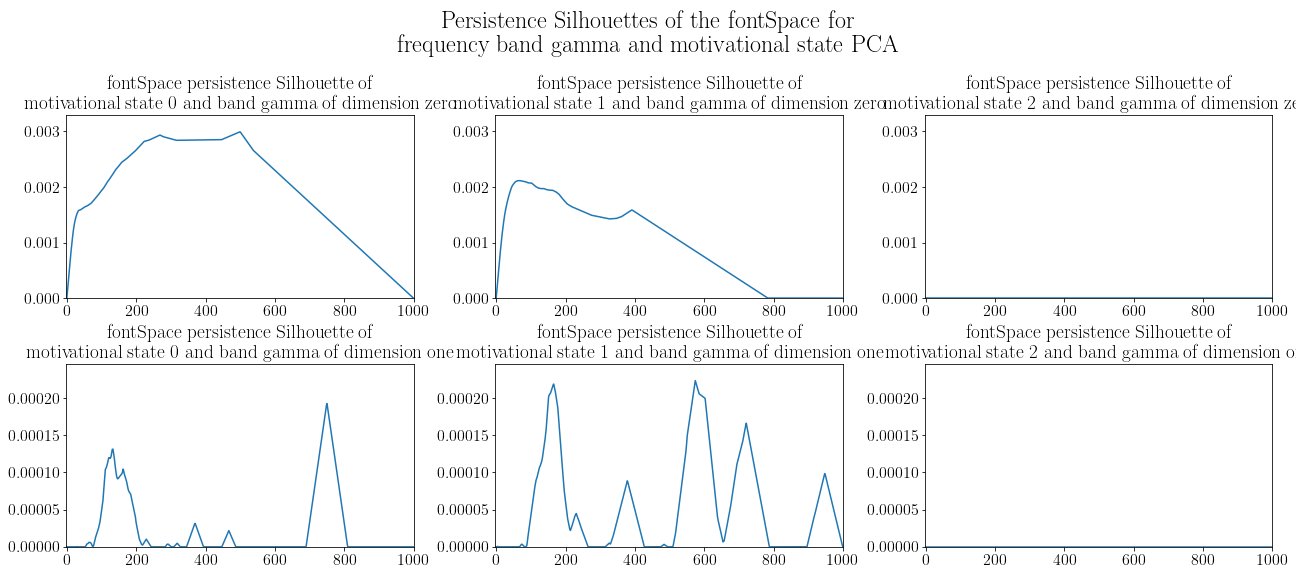 Persistence Silhouettes of the fontSpace for
frequency band gamma and motivational state PCA
fontSpace persistence Silhouette of
motivational state 0 and band gamma of dimension zero
fontSpace persistence Silhouette of
motivational state 1 and band gamma of dimension zero
fontSpace persistence Silhouette of
motivational state 2 and band gamma of dimension ze
0.003
0.002
0.001
0.000
0 200 400 600 800 1000
0.003
0.002
0.001
0.000
0 200 400 600 800 1000
0.003
0.002
0.001
0.000
0 200 400 600 800 1000
fontSpace persistence Silhouette of
motivational state 0 and band gamma of dimension one
fontSpace persistence Silhouette of
motivational state 1 and band gamma of dimension one
fontSpace persistence Silhouette of
motivational state 2 and band gamma of dimension o
0.00020
0.00015
0.00010
0.00005
0.00000
0 200 400 600 800 1000
0.00020
0.00015
0.00010
0.00005
0.00000
0 200 400 600 800 1000
0.00020
0.00015
0.00010
0.00005
0.00000
0 200 400 600 800 1000